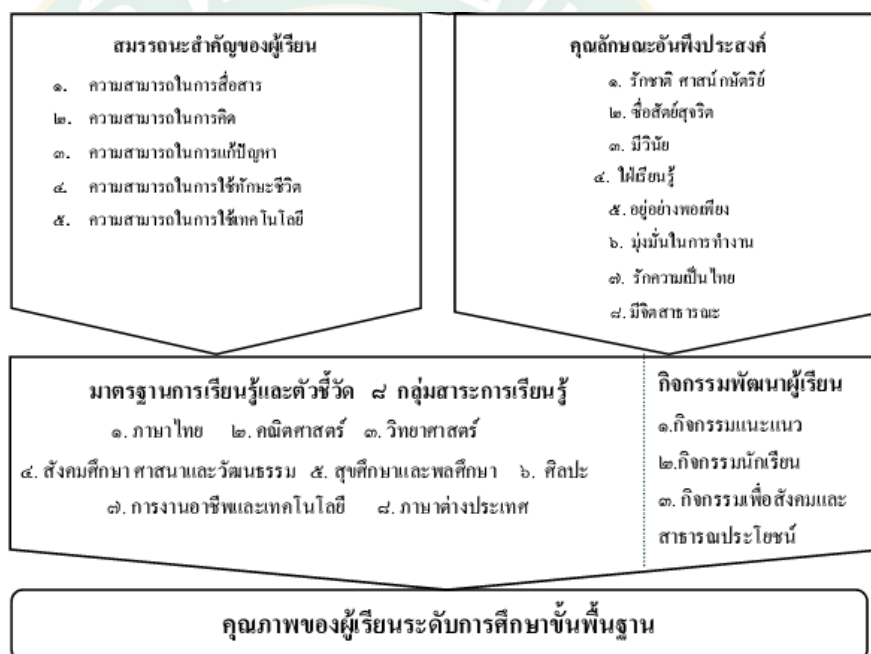 สมรรถนะสำคัญของผู้เรียน
๑. ความสามารถในการสื่อสาร
๒. ความสามารถในการคิด
๓. ความสามารถในการแก้ปัญหา
๔. ความสามารถในการใช้ทักษะชีวิต
๕. ความสามารถในการใช้เทคโนโลยี
คุณลักษณะอันพึงประสงค์
๑. รักชาติ ศาสน์ กษัตริย์
๒. ซื่อสัตย์สุจริต
๓. มีวินัย
๔. ใฝ่เรียนรู้
๕. อยู่อย่างพอเพียง
๖. มุ่งมั่นในการทำงาน
๗. รักความเป็นไทย
๘. มีจิตสาธารณะ
มาตรฐานการเรียนรู้และตัวชี้วัด ๘ กลุ่มสาระการเรียนรู้
๑. ภาษาไทย ๒. คณิตศาสตร์ ๓. วิทยาศาสตร์
๔. สังคมศึกษา ศาสนาและวัฒนธรรม ๕. สุขศึกษาและพลศึกษา ๖. ศิลปะ
๗. การงานอาชีพและเทคโนโลยี ๘. ภาษาต่างประเทศ
กิจกรรมพัฒนาผู้เรียน
๑.กิจกรรมแนะแนว
๒.กิจกรรมนักเรียน
๓. กิจกรรมเพื่อสังคมและ
สาธารณประโยชน์
คุณภาพของผู้เรียนระดับการศึกษาขั้นพื้นฐาน